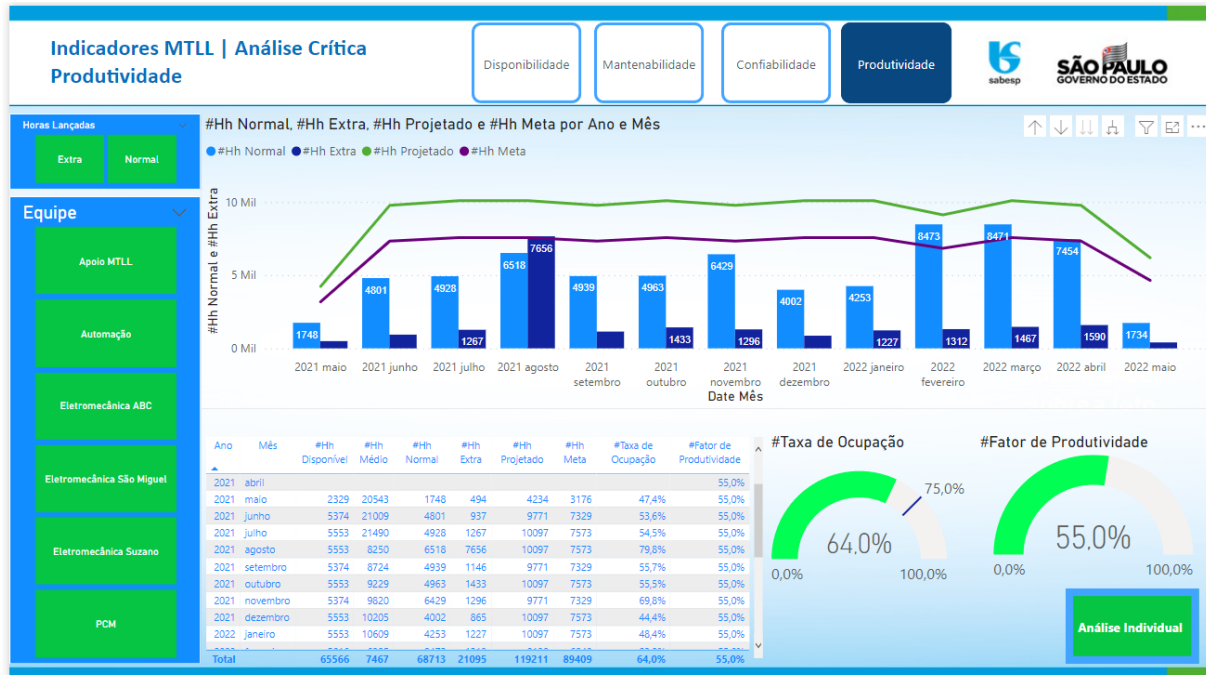 Indicadores MTLL | Análise Crítica
Produtividade
Disponibilidade
Mantenabilidade
Confiabilidade
Produtividade
sabesp
SÃO PAULO
GOVERNO DO ESTADO
Horas Lançadas
Extra
Normal
Equipe
Apoio MTLL
Automação
Eletromecânica ABC
Eletromecânica São Miguel
Eletromecânica Suzano
PCM
#Hh Normal, #Hh Extra, #Hh Projetado e #Hh Meta por Ano e Mês
#Hh Normal #Hh Extra #Hh Projetado #Hh Meta
#Hh Normal e #Hh Extra
10 Mil
5 Mil
0 Mil
1748
4801
4928
1267
6518
7656
4939
4963
1433
6429
1296
4002
4253
1227
8473
1312
8471
1467
7454
1590
1734
2021 maio 2021 junho 2021 julho 2021 agosto 2021 setembro 2021 outubro 2021 novembro 2021 dezembro 2022 janeiro 2022 fevereiro 2022 março 2022 abril 2022 maio
Date Mês
Ano Mês #Hh Disponível #Hh Médio #Hh Normal #Hh Extra #Hh Projetado #Hh Meta #Taxa de Ocupação #Fator de Produtividade
2021 abril 55,0%
2021 maio 2329 20543 1748 494 4234 3176 47,4% 55,0%
2021 junho 5374 21009 4801 937 9771 7329 53,6% 55,0%
2021 julho 5553 21490 4928 1267 10097 7573 54,5% 55,0%
2021 agosto 5553 8250 6518 7656 10097 7573 79,8% 55,0%
2021 setembro 5374 8724 4939 1146 9771 7329 55,7% 55,0%
2021 outubro 5553 9229 4963 1433 10097 7573 55,5% 55,0%
2021 novembro 5374 9820 6429 1296 9771 7329 69,8% 55,0%
2021 dezembro 5553 10205 4002 865 10097 7573 44,4% 55,0%
2022 janeiro 5553 10609 4253 1227 10097 7573 48,4% 55,0%
Total 65566 7467 68713 21095 119211 89409 64,0% 55,0%
#Taxa de Ocupação
75,0%
64,0%
0,0%
100,0%
#Fator de Produtividade
55,0%
0,0%
100,0%
Análise Individual